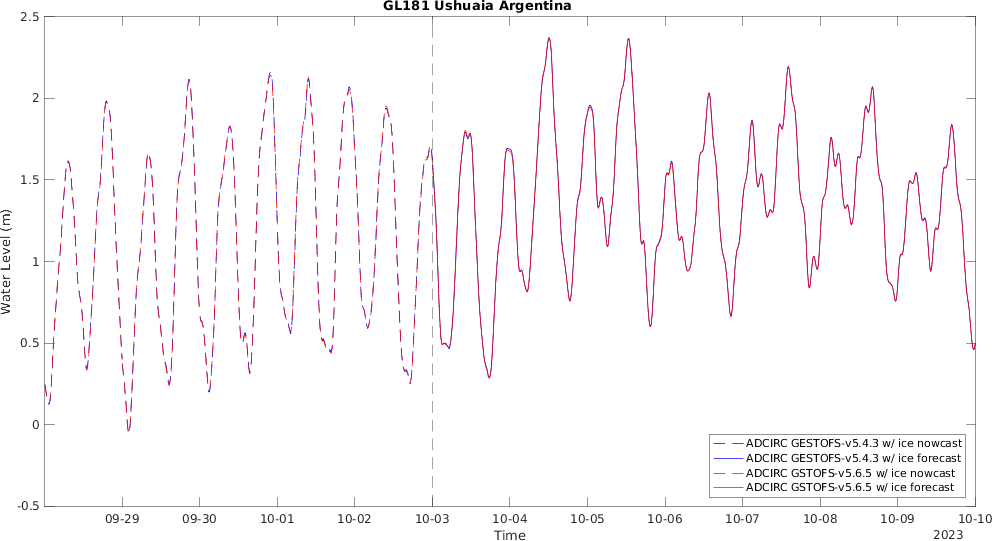 GL181 Ushuaia Argentina
2.5
2
1.5
1
0.5
0
-0.5
Water Level (m)
ADCIRC GESTOFS-v5.4.3 w/ ice nowcast
ADCIRC GESTOFS-v5.4.3 w/ ice forecast
ADCIRC GSTOFS-v5.6.5 w/ ice nowcast
ADCIRC GSTOFS-v5.6.5 w/ ice forecast
09-29 09-30 10-01 10-02 10-03 10-04 10-05 10-06 10-07 10-08 10-09 10-10
Time
2023